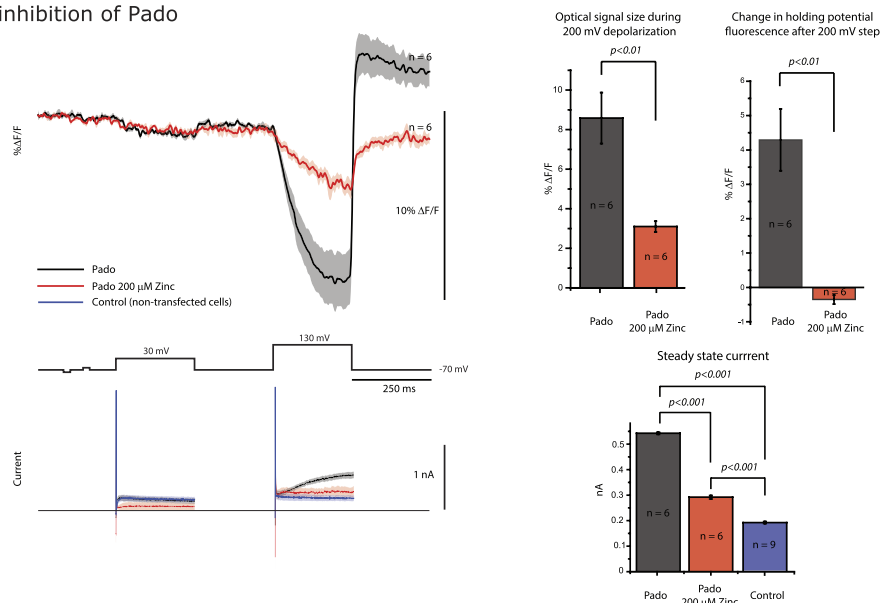 inhibition of Pado
n = 6
n = 6
%ΔF/F
10% ΔF/F
Pado
Pado 200 μM Zinc
Control (non-transfected cells)
30 mV
130 mV
-70 mV
250 ms
Current
1 nA
Optical signal size during
200 mV depolarization
p<0.01
% ΔF/F
10
8
6
4
2
0
n = 6
n = 6
Pado
Pado
200 μM Zinc
Change in holding potential
fluorescence after 200 mV step
p<0.01
% ΔF/F
6
5
4
3
2
1
0
-1
n = 6
n = 6
Pado
Pado
200 μM Zinc
Steady state currrent
p<0.001
p<0.001
p<0.001
nA
0.5
0.4
0.3
0.2
0.1
0
n = 6
n = 6
n = 9
Pado
Pado
200 μM Zinc
Control